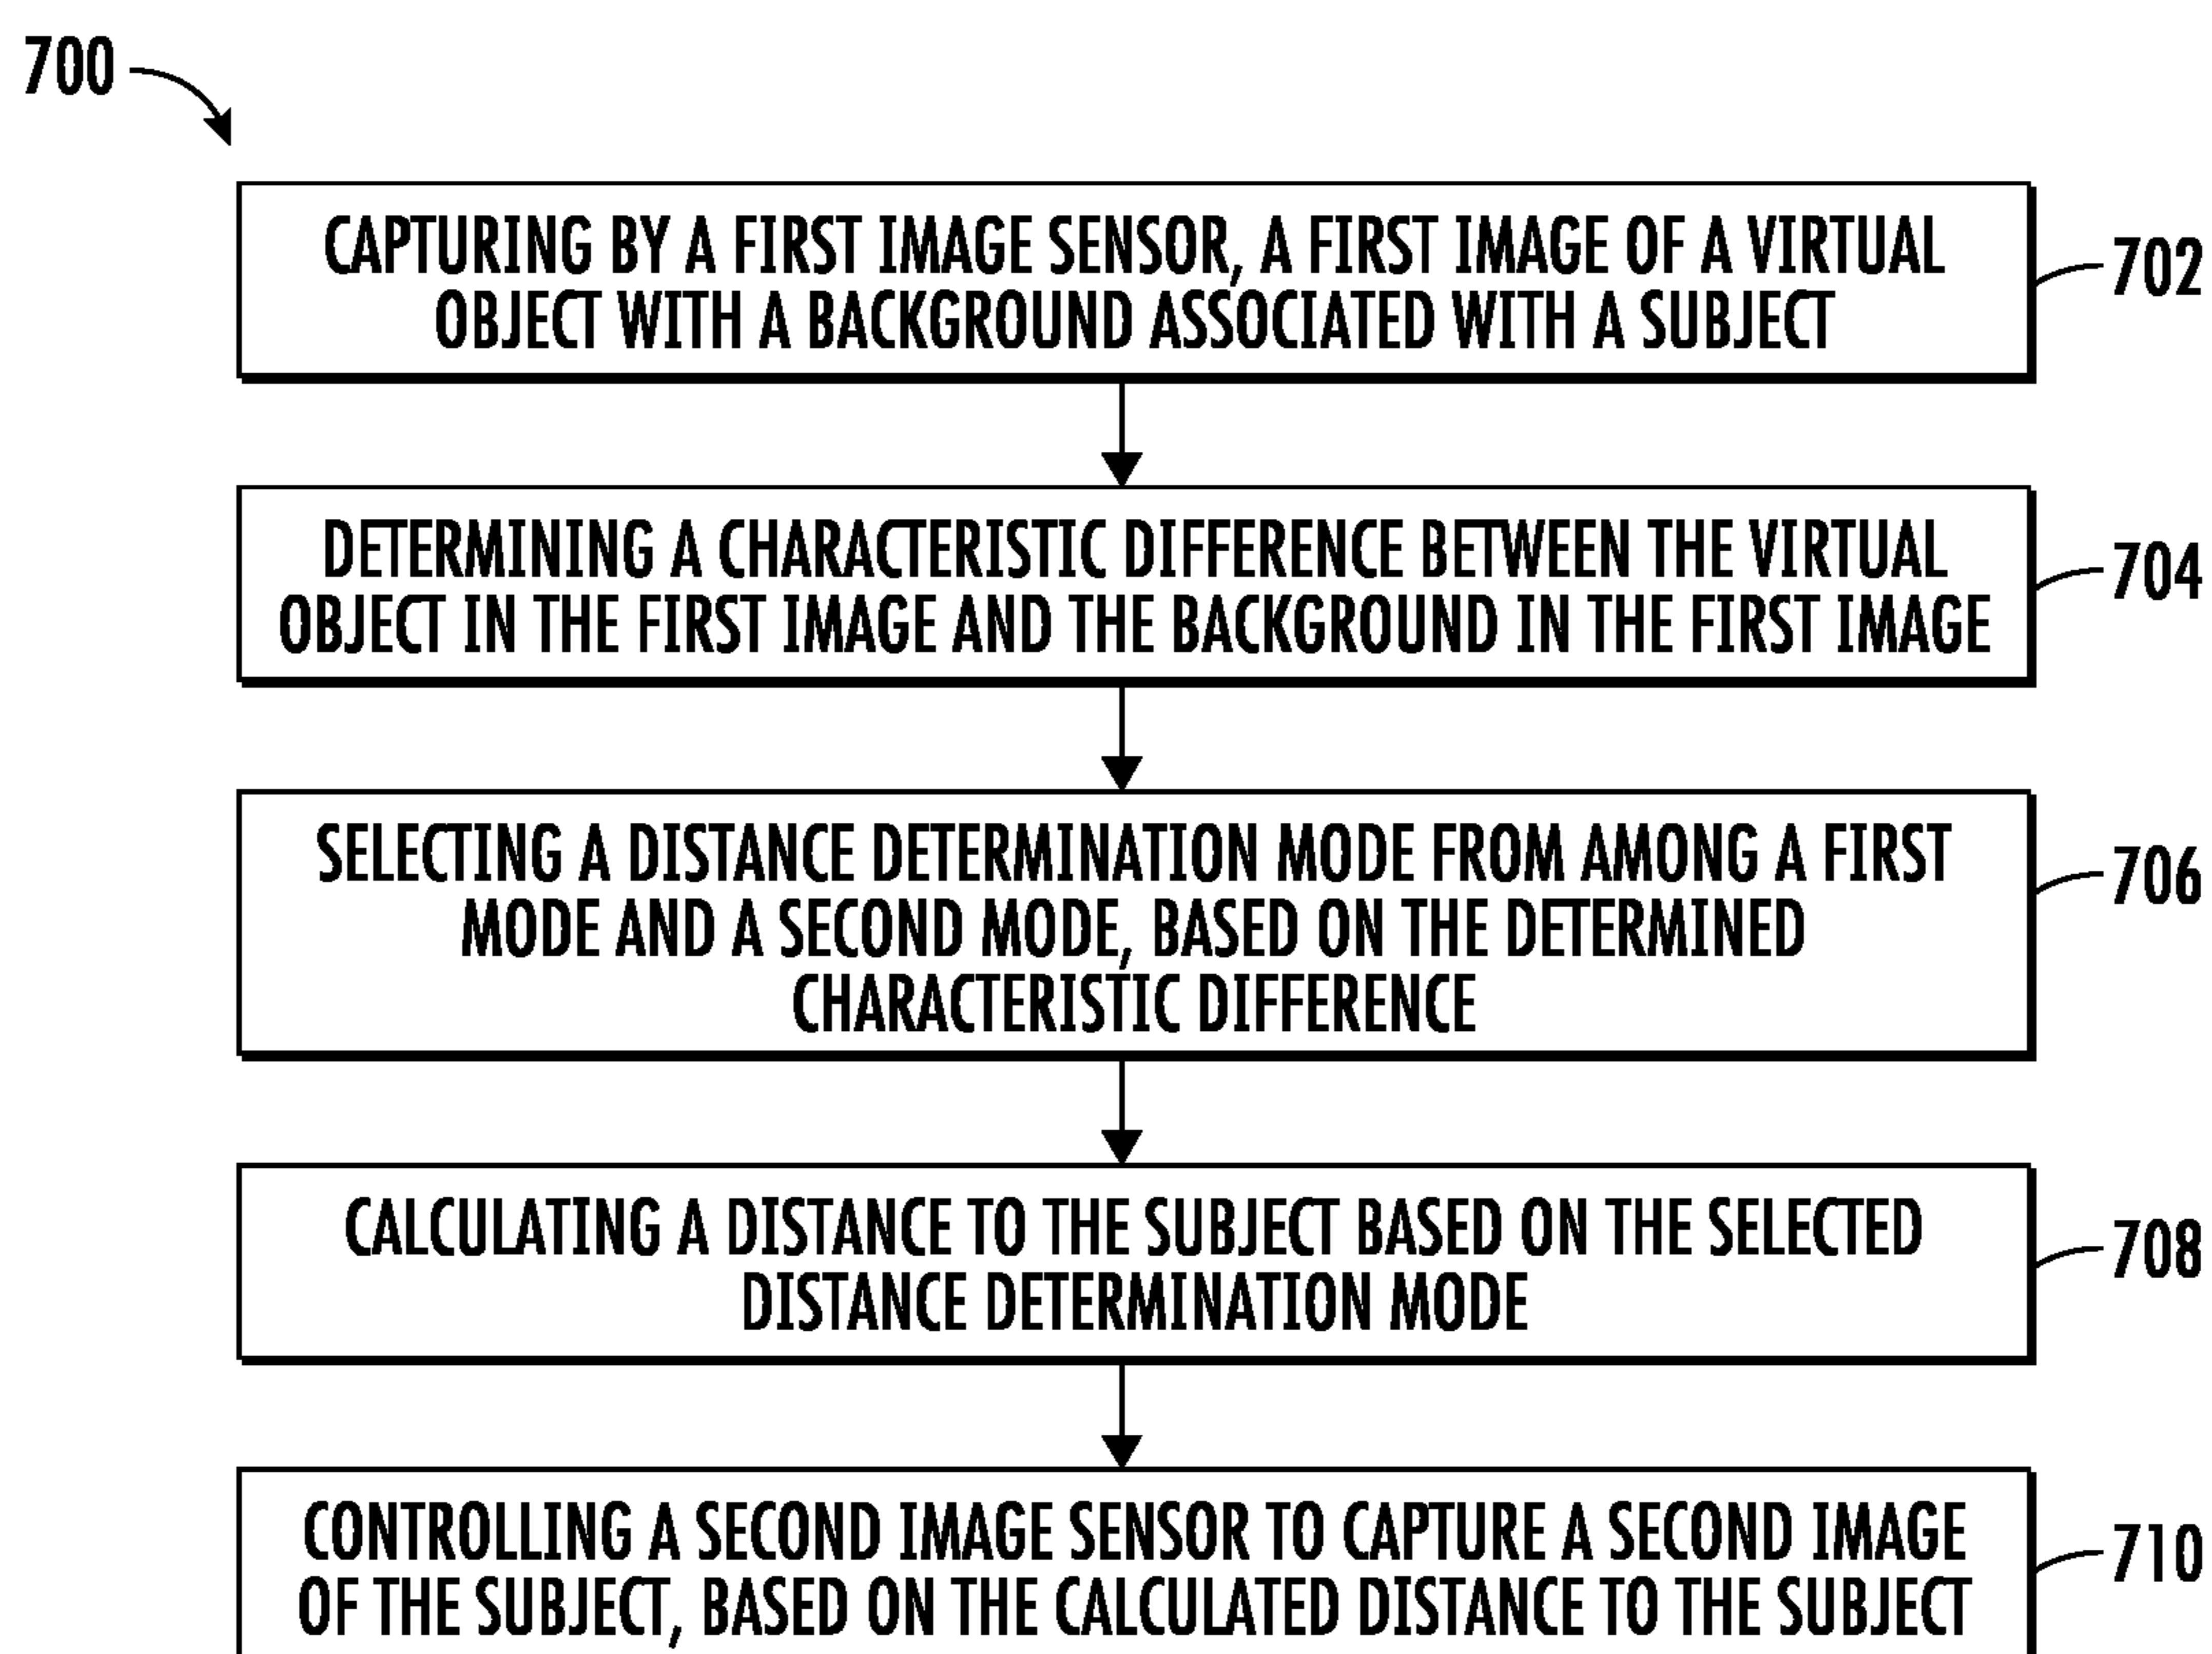 700
CAPTURING BY A FIRST IMAGE SENSOR, A FIRST IMAGE OF A VIRTUAL
OBJECT WITH A BACKGROUND ASSOCIATED WITH A SUBJECT
702
DETERMINING A CHARACTERISTIC DIFFERENCE BETWEEN THE VIRTUAL
OBJECT IN THE FIRST IMAGE AND THE BACKGROUND IN THE FIRST IMAGE
704
SELECTING A DISTANCE DETERMINATION MODE FROM AMONG A FIRST
MODE AND A SECOND MODE, BASED ON THE DETERMINED
CHARACTERISTIC DIFFERENCE
706
CALCULATING A DISTANCE TO THE SUBJECT BASED ON THE SELECTED
DISTANCE DETERMINATION MODE
708
CONTROLLING A SECOND IMAGE SENSOR TO CAPTURE A SECOND IMAGE
OF THE SUBJECT, BASED ON THE CALCULATED DISTANCE TO THE SUBJECT
710